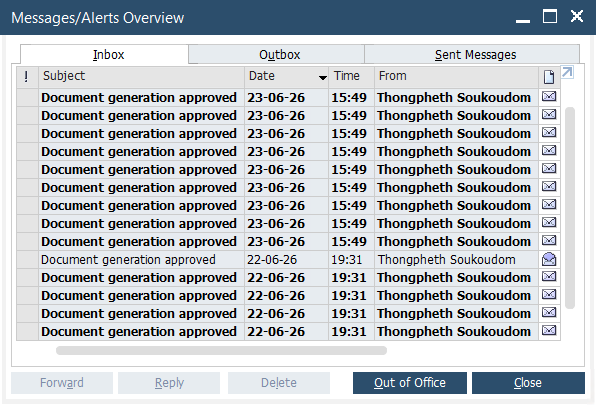 Messages/Alerts Overview
Inbox Outbox Sent Messages
! Subject Date Time From
Document generation approved 23-06-26 15:49 Thongpheth Soukoudom
Document generation approved 23-06-26 15:49 Thongpheth Soukoudom
Document generation approved 23-06-26 15:49 Thongpheth Soukoudom
Document generation approved 23-06-26 15:49 Thongpheth Soukoudom
Document generation approved 23-06-26 15:49 Thongpheth Soukoudom
Document generation approved 23-06-26 15:49 Thongpheth Soukoudom
Document generation approved 23-06-26 15:49 Thongpheth Soukoudom
Document generation approved 23-06-26 15:49 Thongpheth Soukoudom
Document generation approved 23-06-26 15:49 Thongpheth Soukoudom
Document generation approved 22-06-26 19:31 Thongpheth Soukoudom
Document generation approved 22-06-26 19:31 Thongpheth Soukoudom
Document generation approved 22-06-26 19:31 Thongpheth Soukoudom
Document generation approved 22-06-26 19:31 Thongpheth Soukoudom
Document generation approved 22-06-26 19:31 Thongpheth Soukoudom
Forward Reply Delete Out of Office Close